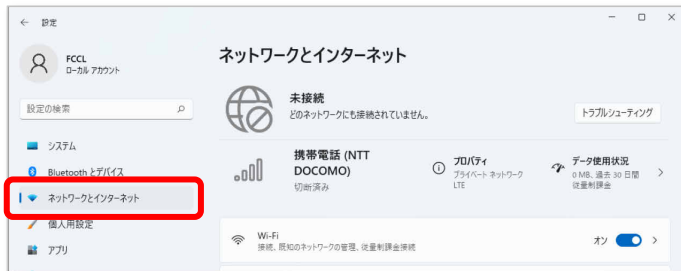 ← 設定
FCCL
ローカル アカウント
設定の検索
システム
Bluetooth とデバイス
ネットワークとインターネット
個人用設定
アプリ
ネットワークとインターネット
未接続
どのネットワークにも接続されていません。
トラブルシューティング
携帯電話 (NTT
DOCOMO)
切断済み
プロパティ
プライベート ネットワーク
LTE
データ使用状況
0 MB、過去 30 日間
従量制課金
Wi-Fi
接続、既知のネットワークの管理、従量制課金接続
オン